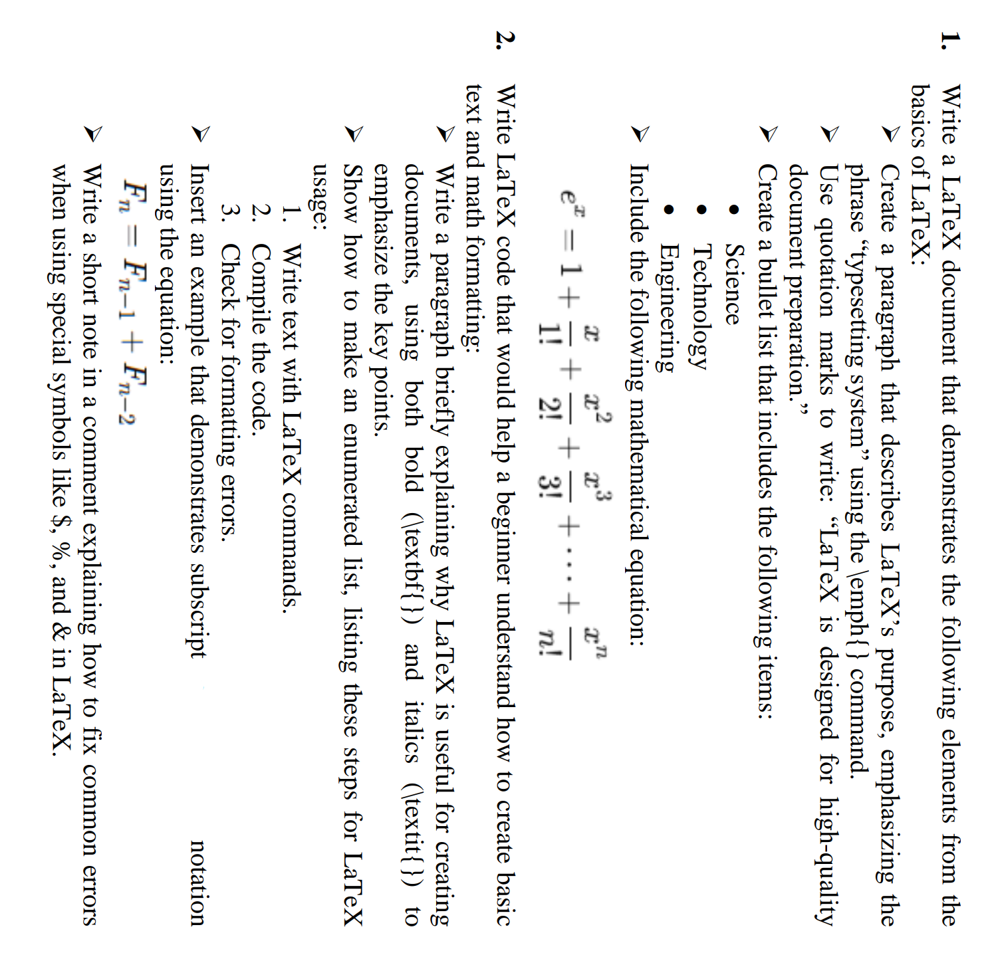 1. Write a LaTeX document that demonstrates the following elements from the
basics of LaTeX:
➢ Create a paragraph that describes LaTeX’s purpose, emphasizing the
phrase “typesetting system” using the \emph{} command.
➢ Use quotation marks to write: “LaTeX is designed for high-quality
document preparation.”
➢ Create a bullet list that includes the following items:
• Science
• Technology
• Engineering
➢ Include the following mathematical equation:
e^x = 1 + x/1! + x^2/2! + x^3/3! + ⋯ + x^n/n!
2. Write LaTeX code that would help a beginner understand how to create basic
text and math formatting:
➢ Write a paragraph briefly explaining why LaTeX is useful for creating
documents, using both bold (\textbf{}) and italics (\textit{}) to
emphasize the key points.
➢ Show how to make an enumerated list, listing these steps for LaTeX
usage:
1. Write text with LaTeX commands.
2. Compile the code.
3. Check for formatting errors.
➢ Insert an example that demonstrates subscript notation
using the equation:
F_n = F_{n−1} + F_{n−2}
➢ Write a short note in a comment explaining how to fix common errors
when using special symbols like $, %, and & in LaTeX.